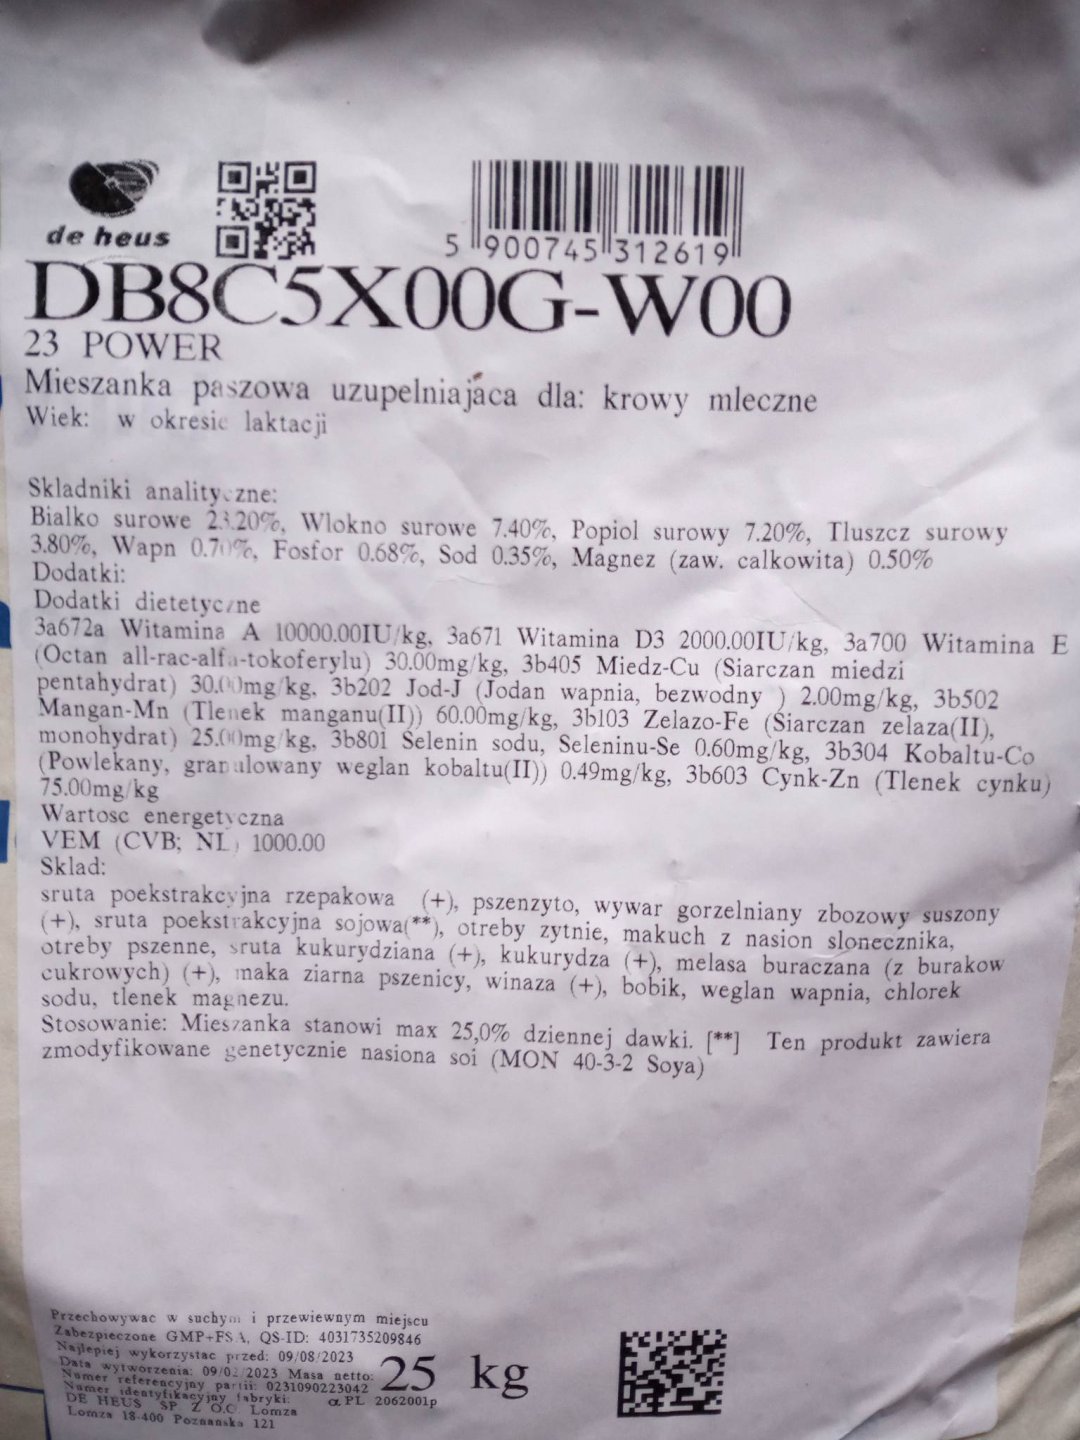 de heus
5 900745 312619
DB8C5X00G-W00
23 POWER
Mieszanka paszowa uzupelniajaca dla: krowy mleczne
Wiek: w okresie laktacji
Skladniki analityczne:
Bialko surowe 23.20%, Wlokno surowe 7.40%, Popiol surowy 7.20%, Tluszcz surowy
3.80%, Wapn 0.70%, Fosfor 0.68%, Sod 0.35%, Magnez (zaw. calkowita) 0.50%
Dodatki:
Dodatki dietetyczne
3a672a Witamina A 10000.00IU/kg, 3a671 Witamina D3 2000.00IU/kg, 3a700 Witamina E
(Octan all-rac-alfa-tokoferylu) 30.00mg/kg, 3b405 Miedz-Cu (Siarczan miedzi
pentahydrat) 30.00mg/kg, 3b202 Jod-J (Jodan wapnia, bezwodny ) 2.00mg/kg, 3b502
Mangan-Mn (Tlenek manganu(II)) 60.00mg/kg, 3b103 Zelazo-Fe (Siarczan zelaza(II),
monohydrat) 25.00mg/kg, 3b801 Selenin sodu, Seleninu-Se 0.60mg/kg, 3b304 Kobaltu-Co
(Powlekany, granulowany weglan kobaltu(II)) 0.49mg/kg, 3b603 Cynk-Zn (Tlenek cynku)
75.00mg/kg
Wartosc energetyczna
VEM (CVB; NL) 1000.00
Sklad:
sruta poekstrakcyjna rzepakowa (+), pszenzyto, wywar gorzelniany zbozowy suszony
(+), sruta poekstrakcyjna sojowa(**), otreby zytnie, makuch z nasion slonecznika,
otreby pszenne, sruta kukurydziana (+), kukurydza (+), melasa buraczana (z burakow
cukrowych) (+), maka ziarna pszenicy, winaza (+), bobik, weglan wapnia, chlorek
sodu, tlenek magnezu.
Stosowanie: Mieszanka stanowi max 25,0% dziennej dawki. [**] Ten produkt zawiera
zmodyfikowane genetycznie nasiona soi (MON 40-3-2 Soya)
Przechowywac w suchym i przewiewnym miejscu
Zabezpieczone GMP+FSA, QS-ID: 4031735209846
Najlepiej wykorzystac przed: 09/08/2023
Data wytworzenia: 09/02/2023 Masa netto: 25 kg
Numer referencyjny partii: 0231090223042
Numer identyfikacyjny fabryki: α PL 2062001p
DE HEUS SP. Z O.O. Lomza
Lomza 18-400 Poznanska 121